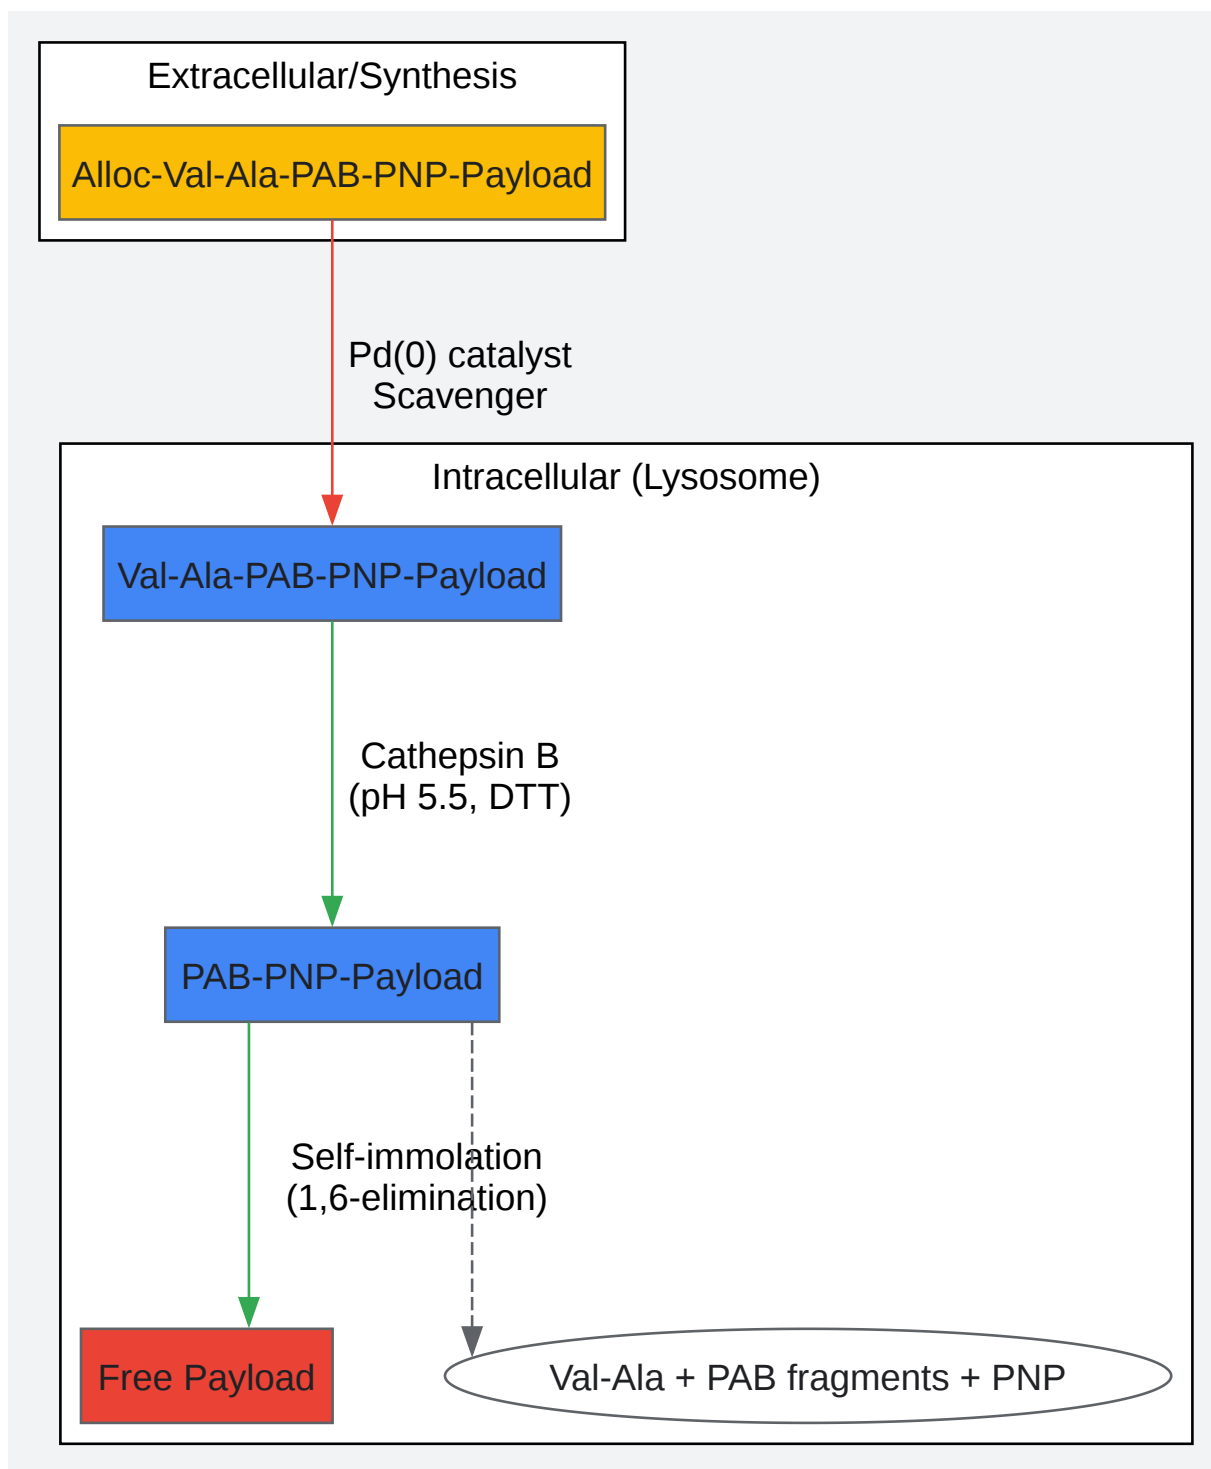 Extracellular/Synthesis
Alloc-Val-Ala-PAB-PNP-Payload
Pd(0) catalyst
Scavenger
Intracellular (Lysosome)
Val-Ala-PAB-PNP-Payload
Cathepsin B
(pH 5.5, DTT)
PAB-PNP-Payload
Self-immolation
(1,6-elimination)
Free Payload
Val-Ala + PAB fragments + PNP